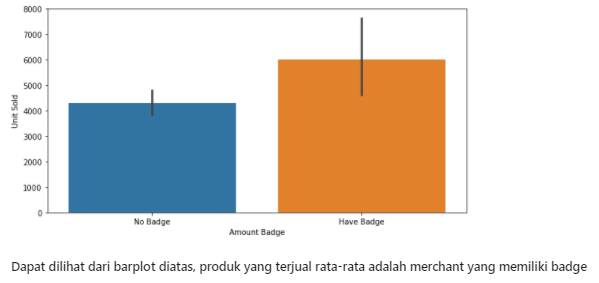 8000
7000
6000
5000
4000
3000
2000
1000
0
Unit Sold
No Badge Have Badge
Amount Badge
Dapat dilihat dari barplot diatas, produk yang terjual rata-rata adalah merchant yang memiliki badge